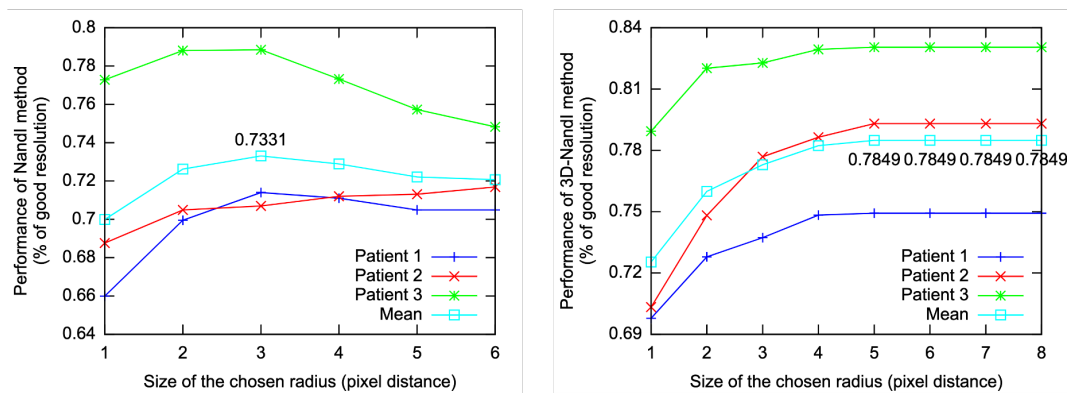 Performance of Nandl method
(% of good resolution)
0.8
0.78
0.76
0.74
0.72
0.7
0.68
0.66
0.64
0.7331
Patient 1
Patient 2
Patient 3
Mean
1 2 3 4 5 6
Size of the chosen radius (pixel distance)
Performance of 3D-Nandl method
(% of good resolution)
0.84
0.81
0.78
0.75
0.72
0.69
0.7849 0.7849 0.7849 0.7849
Patient 1
Patient 2
Patient 3
Mean
1 2 3 4 5 6 7 8
Size of the chosen radius (pixel distance)